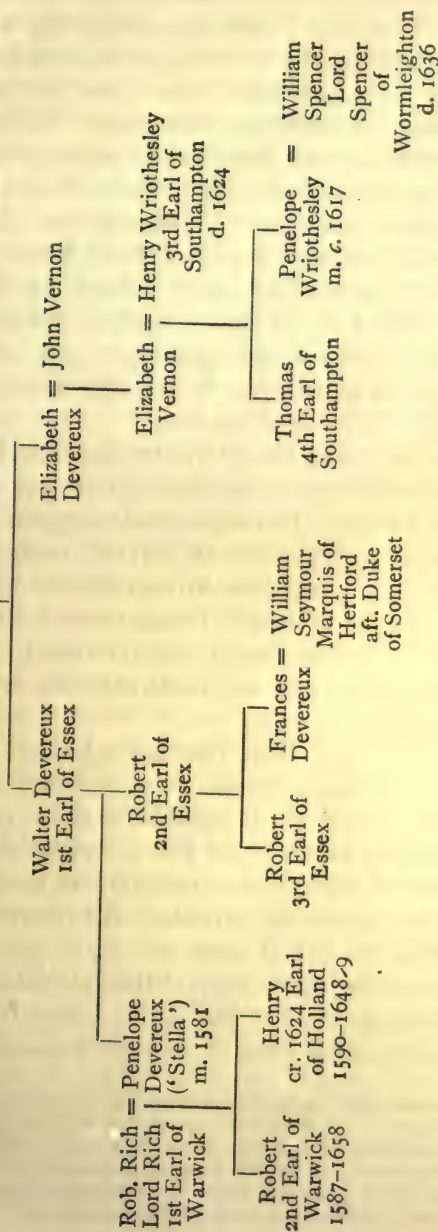 Walter Devereux
1st Earl of Essex
Elizabeth = John Vernon
Devereux
Rob. Rich = Penelope
Lord Rich Devereux
1st Earl of ('Stella')
Warwick m. 1581
Robert
2nd Earl of
Essex
Elizabeth = Henry Wriothesley
Vernon 3rd Earl of
Southampton
d. 1624
Robert
2nd Earl of
Warwick
1587–1658
Henry
cr. 1624 Earl
of Holland
1590–1648-9
Robert
3rd Earl of
Essex
Frances = William
Devereux Seymour
Marquis of
Hertford
aft. Duke
of Somerset
Thomas
4th Earl of
Southampton
Penelope = William
Wriothesley Spencer
m. c. 1617 Lord
Spencer
of
Wormleighton
d. 1636